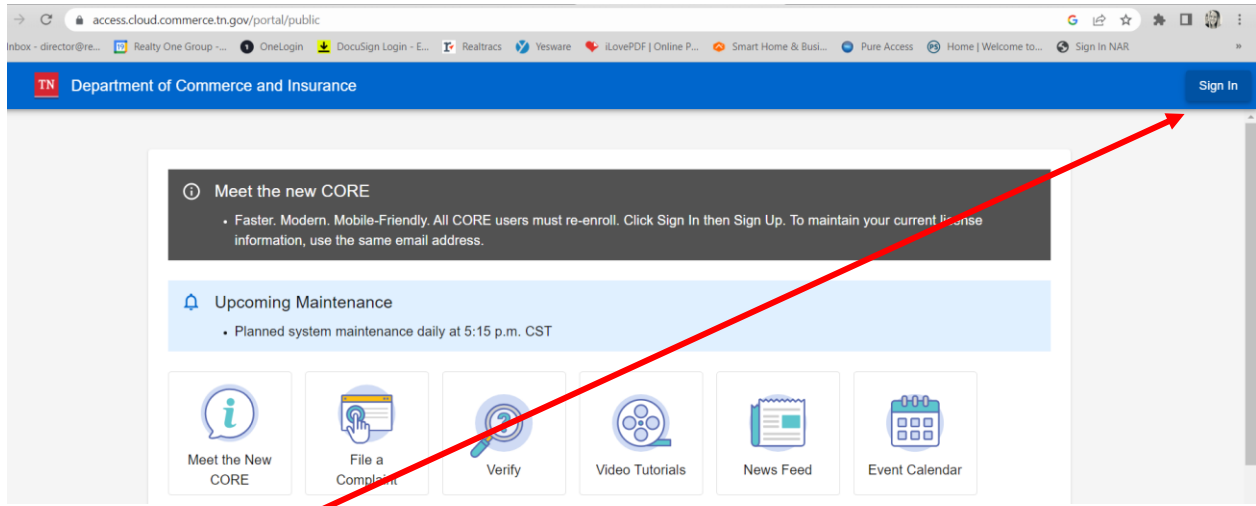 access.cloud.commerce.tn.gov/portal/public
nbox - director@re... Realty One Group -... OneLogin DocuSign Login - E... Realtracs Yesware iLovePDF | Online P... Smart Home & Busi... Pure Access Home | Welcome to... Sign In NAR »
TN Department of Commerce and Insurance Sign In
Meet the new CORE
• Faster. Modern. Mobile-Friendly. All CORE users must re-enroll. Click Sign In then Sign Up. To maintain your current license
information, use the same email address.
Upcoming Maintenance
• Planned system maintenance daily at 5:15 p.m. CST
Meet the New
CORE
File a
Complaint
Verify
Video Tutorials
News Feed
Event Calendar